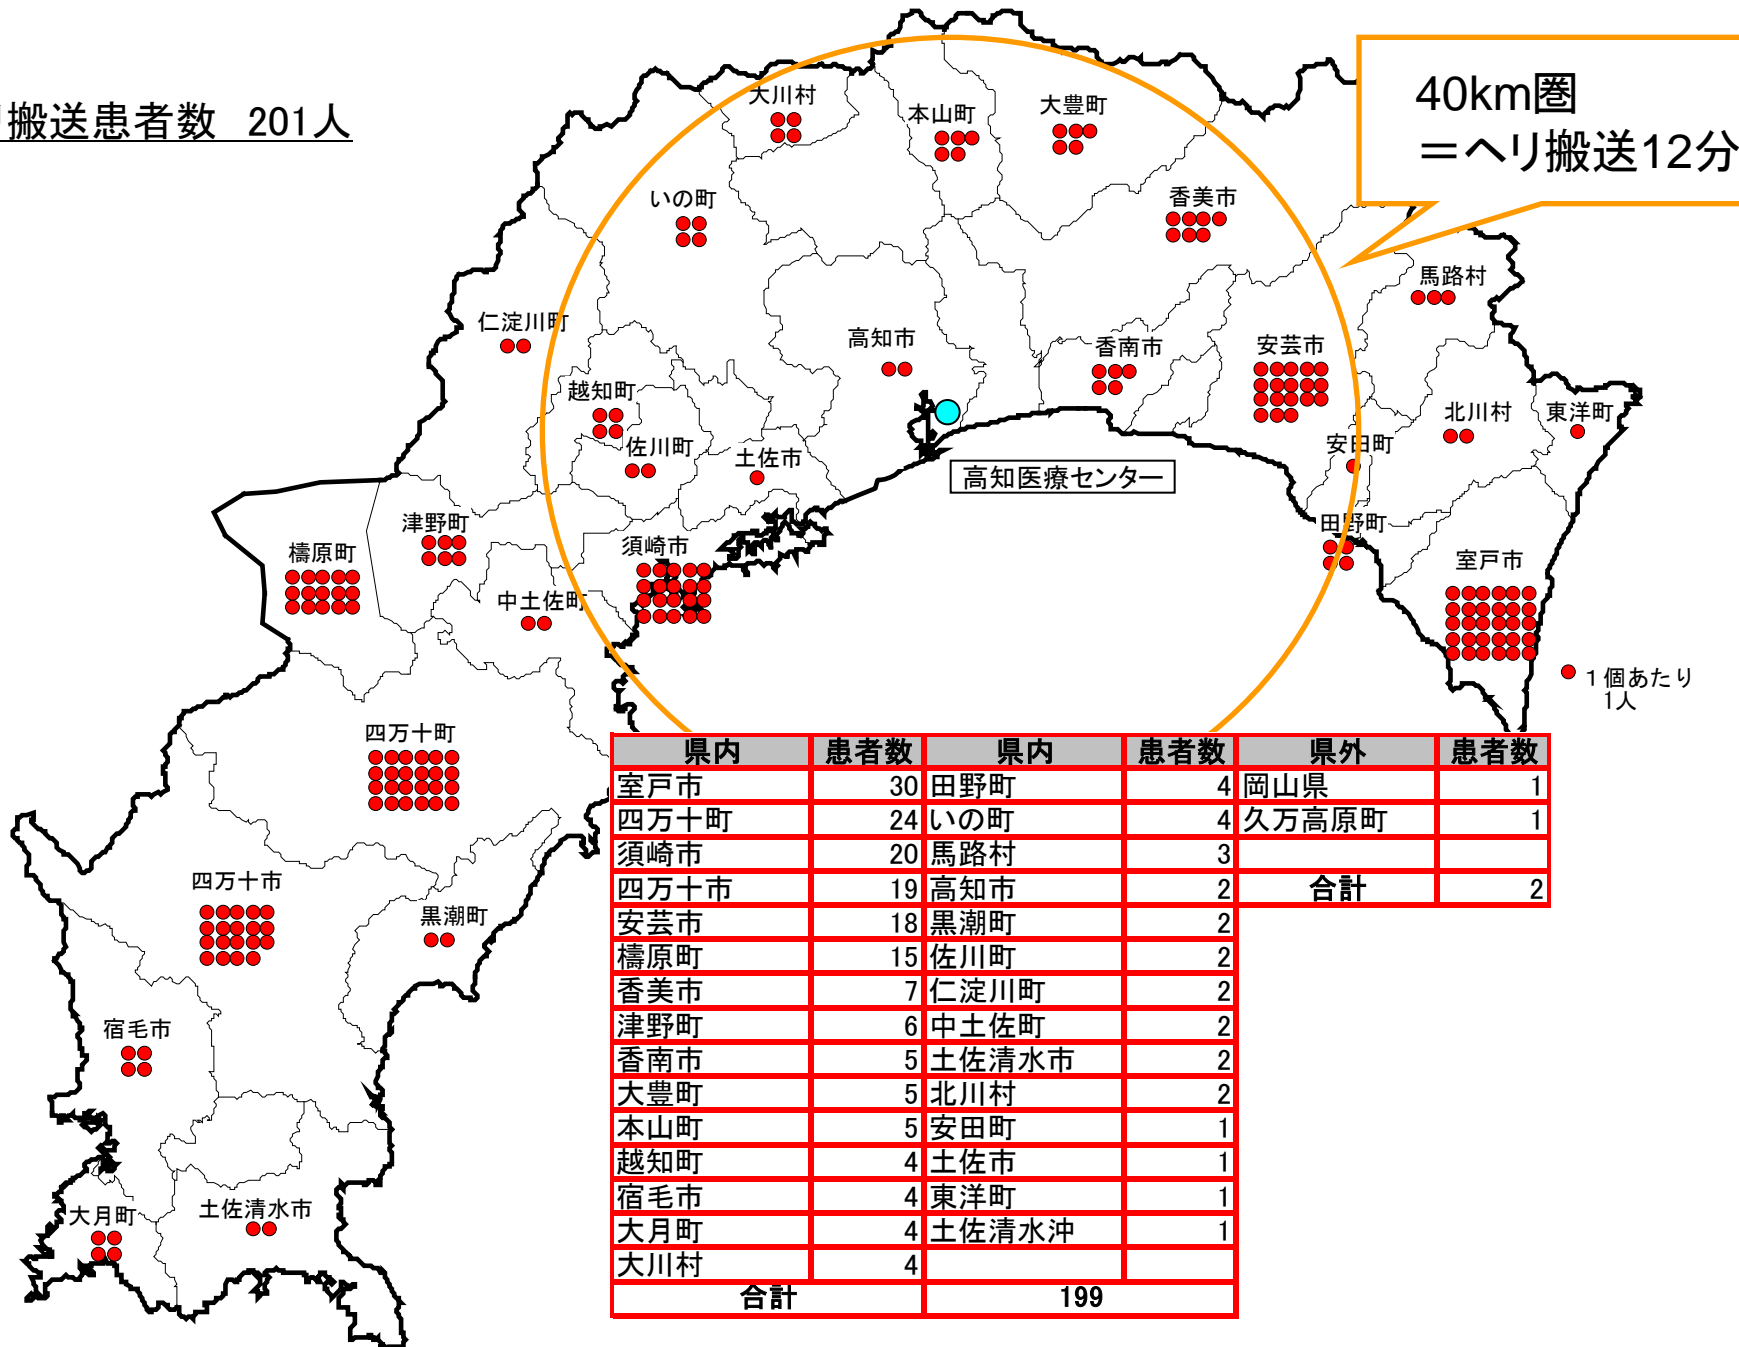 搬送患者数 201人
40km圏
＝ヘリ搬送12分
大川村
本山町
大豊町
いの町
香美市
馬路村
仁淀川町
高知市
香南市
安芸市
越知町
北川村
東洋町
佐川町
土佐市
安田町
高知医療センター
津野町
田野町
檮原町
須崎市
室戸市
中土佐町
１個あたり
1人
四万十町
四万十市
黒潮町
宿毛市
大月町
土佐清水市
県内 患者数 県内 患者数 県外 患者数
室戸市 30 田野町 4 岡山県 1
四万十町 24 いの町 4 久万高原町 1
須崎市 20 馬路村 3
四万十市 19 高知市 2 合計 2
安芸市 18 黒潮町 2
檮原町 15 佐川町 2
香美市 7 仁淀川町 2
津野町 6 中土佐町 2
香南市 5 土佐清水市 2
大豊町 5 北川村 2
本山町 5 安田町 1
越知町 4 土佐市 1
宿毛市 4 東洋町 1
大月町 4 土佐清水沖 1
大川村 4
合計 199